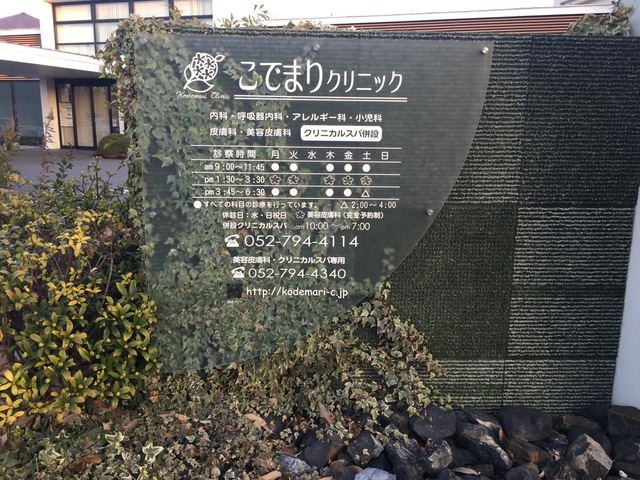 Kodemari Clinic
こでまりクリニック
内科・呼吸器内科・アレルギー科・小児科
皮膚科・美容皮膚科 クリニカルスパ併設
診察時間 月 火 水 木 金 土 日
am 9:00〜11:45 ● ● ● ● ●
pm 1:30〜3:30
pm 3:45〜6:30 ● ● ● ● △
●すべての科目の診療を行っています。 △2:00〜4:00
休診日:水・日祝日 美容皮膚科(完全予約制)
併設クリニカルスパ am10:00〜pm7:00
☎052-794-4114
美容皮膚科・クリニカルスパ専用
☎052-794-4340
http://kodemari-c.jp